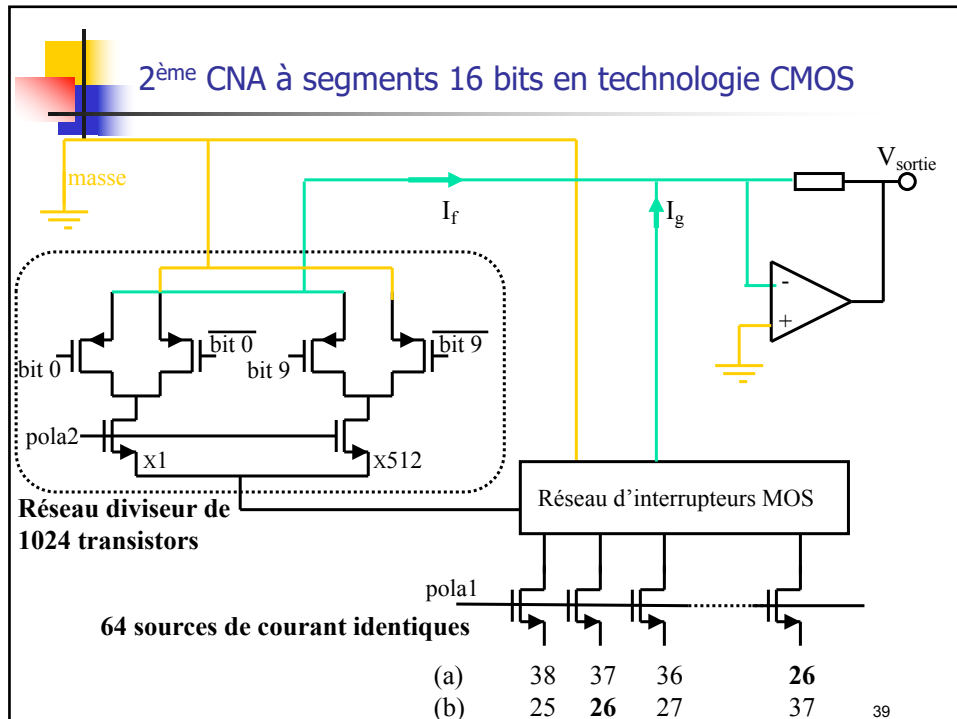 2ème CNA à segments 16 bits en technologie CMOS
masse
Vsortie
If
Ig
-
+
bit 0
bit 0
bit 9
bit 9
pola2
x1
x512
Réseau diviseur de
1024 transistors
Réseau d'interrupteurs MOS
pola1
64 sources de courant identiques
(a) 38 37 36 26
(b) 25 26 27 37
39